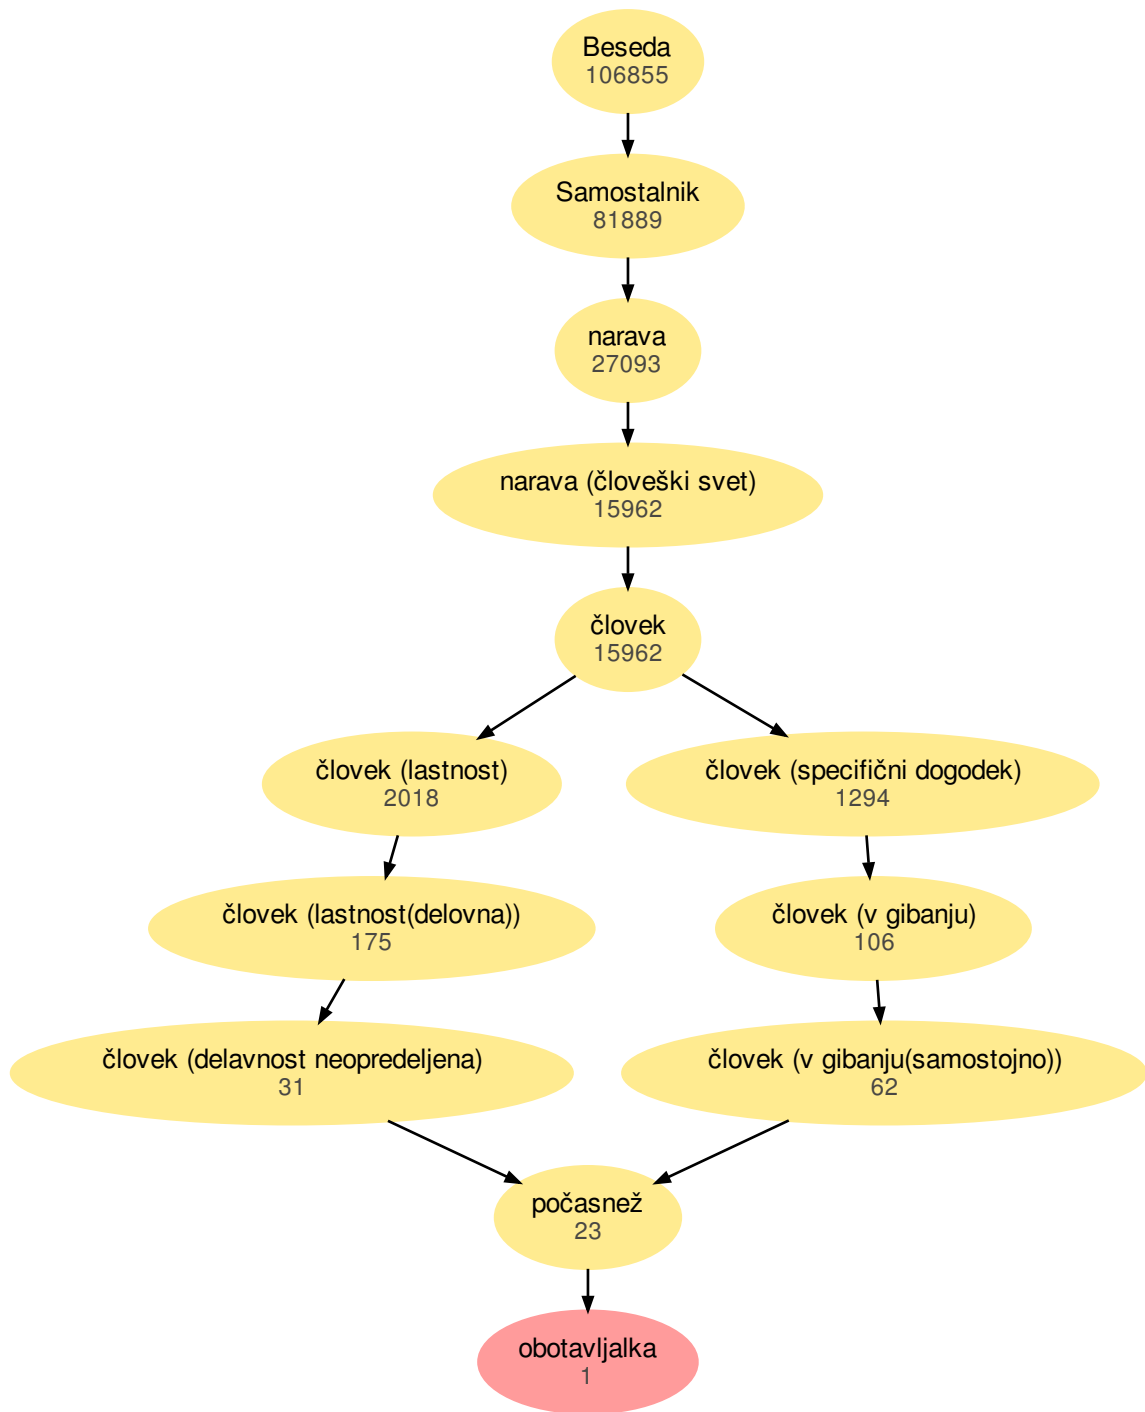 Beseda
106855
Samostalnik
81889
narava
27093
narava (človeški svet)
15962
človek
15962
človek (lastnost)
2018
človek (specifični dogodek)
1294
človek (lastnost(delovna))
175
človek (v gibanju)
106
človek (delavnost neopredeljena)
31
človek (v gibanju(samostojno))
62
počasnež
23
obotavljalka
1